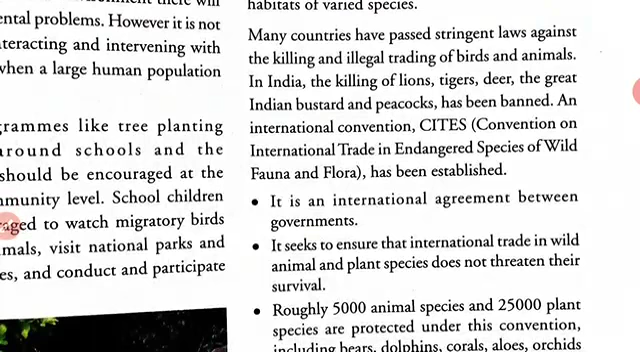 ental problems. However it is not
teracting and intervening with
when a large human population
grammes like tree planting
around schools and the
should be encouraged at the
munity level. School children
raged to watch migratory birds
mals, visit national parks and
es, and conduct and participate
habitats of varied species.
Many countries have passed stringent laws against
the killing and illegal trading of birds and animals.
In India, the killing of lions, tigers, deer, the great
Indian bustard and peacocks, has been banned. An
international convention, CITES (Convention on
International Trade in Endangered Species of Wild
Fauna and Flora), has been established.
• It is an international agreement between
governments.
• It seeks to ensure that international trade in wild
animal and plant species does not threaten their
survival.
• Roughly 5000 animal species and 25000 plant
species are protected under this convention,
including bears, dolphins, corals, aloes, orchids